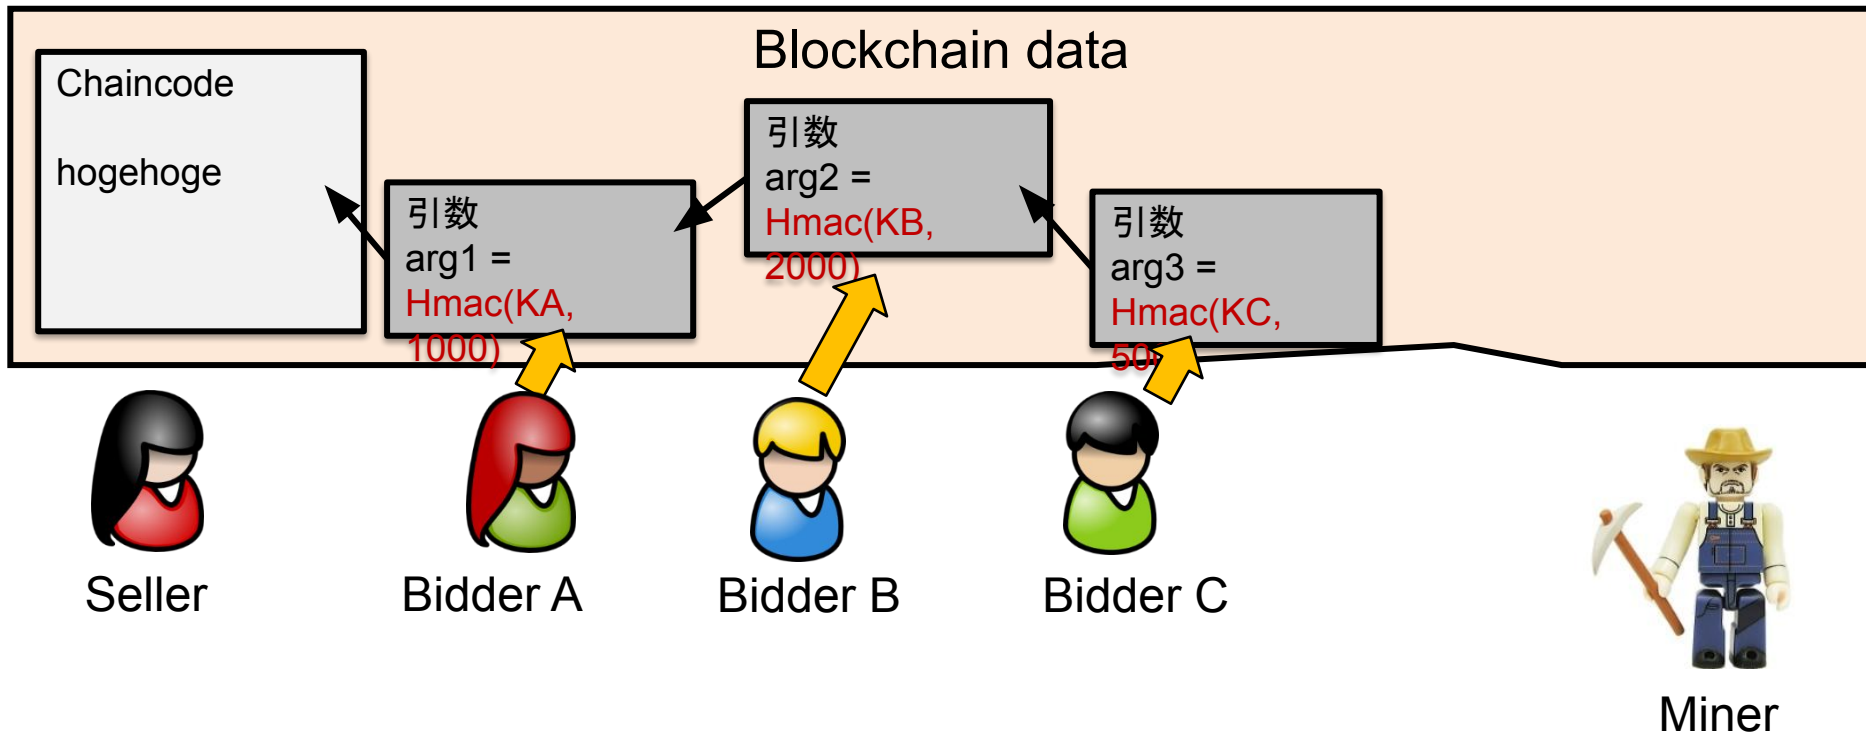 Blockchain data
Chaincode
hogehoge
引数
arg1 =
Hmac(KA,
1000)
引数
arg2 =
Hmac(KB,
2000)
引数
arg3 =
Hmac(KC,
Seller
Bidder A
Bidder B
Bidder C
Miner